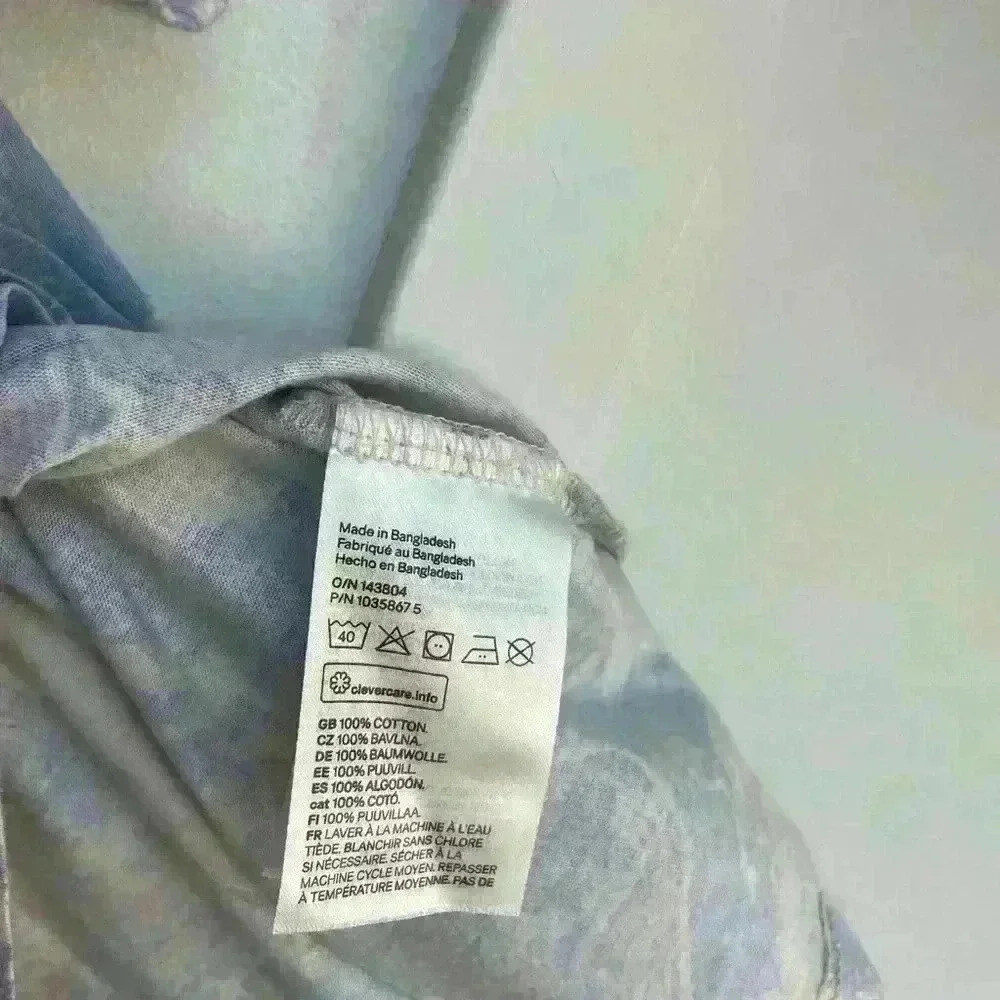 Made in Bangladesh
Fabriqué au Bangladesh
Hecho en Bangladesh
O/N 143804
P/N 1035867 5
40
clevercare.info
GB 100% COTTON.
CZ 100% BAVLNA.
DE 100% BAUMWOLLE.
EE 100% PUUVILL.
ES 100% ALGODÓN.
cat 100% COTÓ.
FI 100% PUUVILLAA.
FR LAVER À LA MACHINE À L'EAU
TIÈDE. BLANCHIR SANS CHLORE
SI NÉCESSAIRE. SÉCHER À LA
MACHINE CYCLE MOYEN. REPASSER
À TEMPÉRATURE MOYENNE. PAS DE